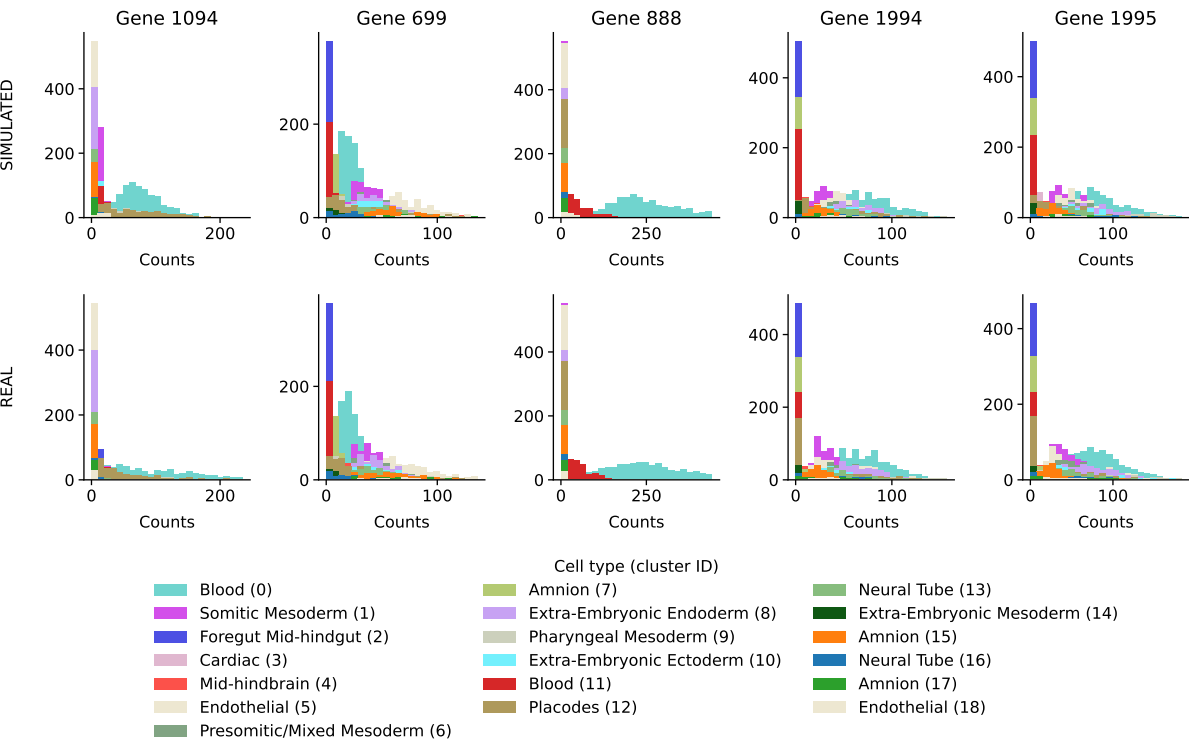 Gene 1094 Gene 699 Gene 888 Gene 1994 Gene 1995
SIMULATED
400 200 0
200 0
400 200 0
400 200 0
400 200 0
0 200
0 100
0 250
0 100
0 100
Counts Counts Counts Counts Counts
REAL
400 200 0
200 0
400 200 0
400 200 0
400 200 0
0 200
0 100
0 250
0 100
0 100
Counts Counts Counts Counts Counts
Cell type (cluster ID)
Blood (0)
Somitic Mesoderm (1)
Foregut Mid-hindgut (2)
Cardiac (3)
Mid-hindbrain (4)
Endothelial (5)
Presomitic/Mixed Mesoderm (6)
Amnion (7)
Extra-Embryonic Endoderm (8)
Pharyngeal Mesoderm (9)
Extra-Embryonic Ectoderm (10)
Blood (11)
Placodes (12)
Neural Tube (13)
Extra-Embryonic Mesoderm (14)
Amnion (15)
Neural Tube (16)
Amnion (17)
Endothelial (18)